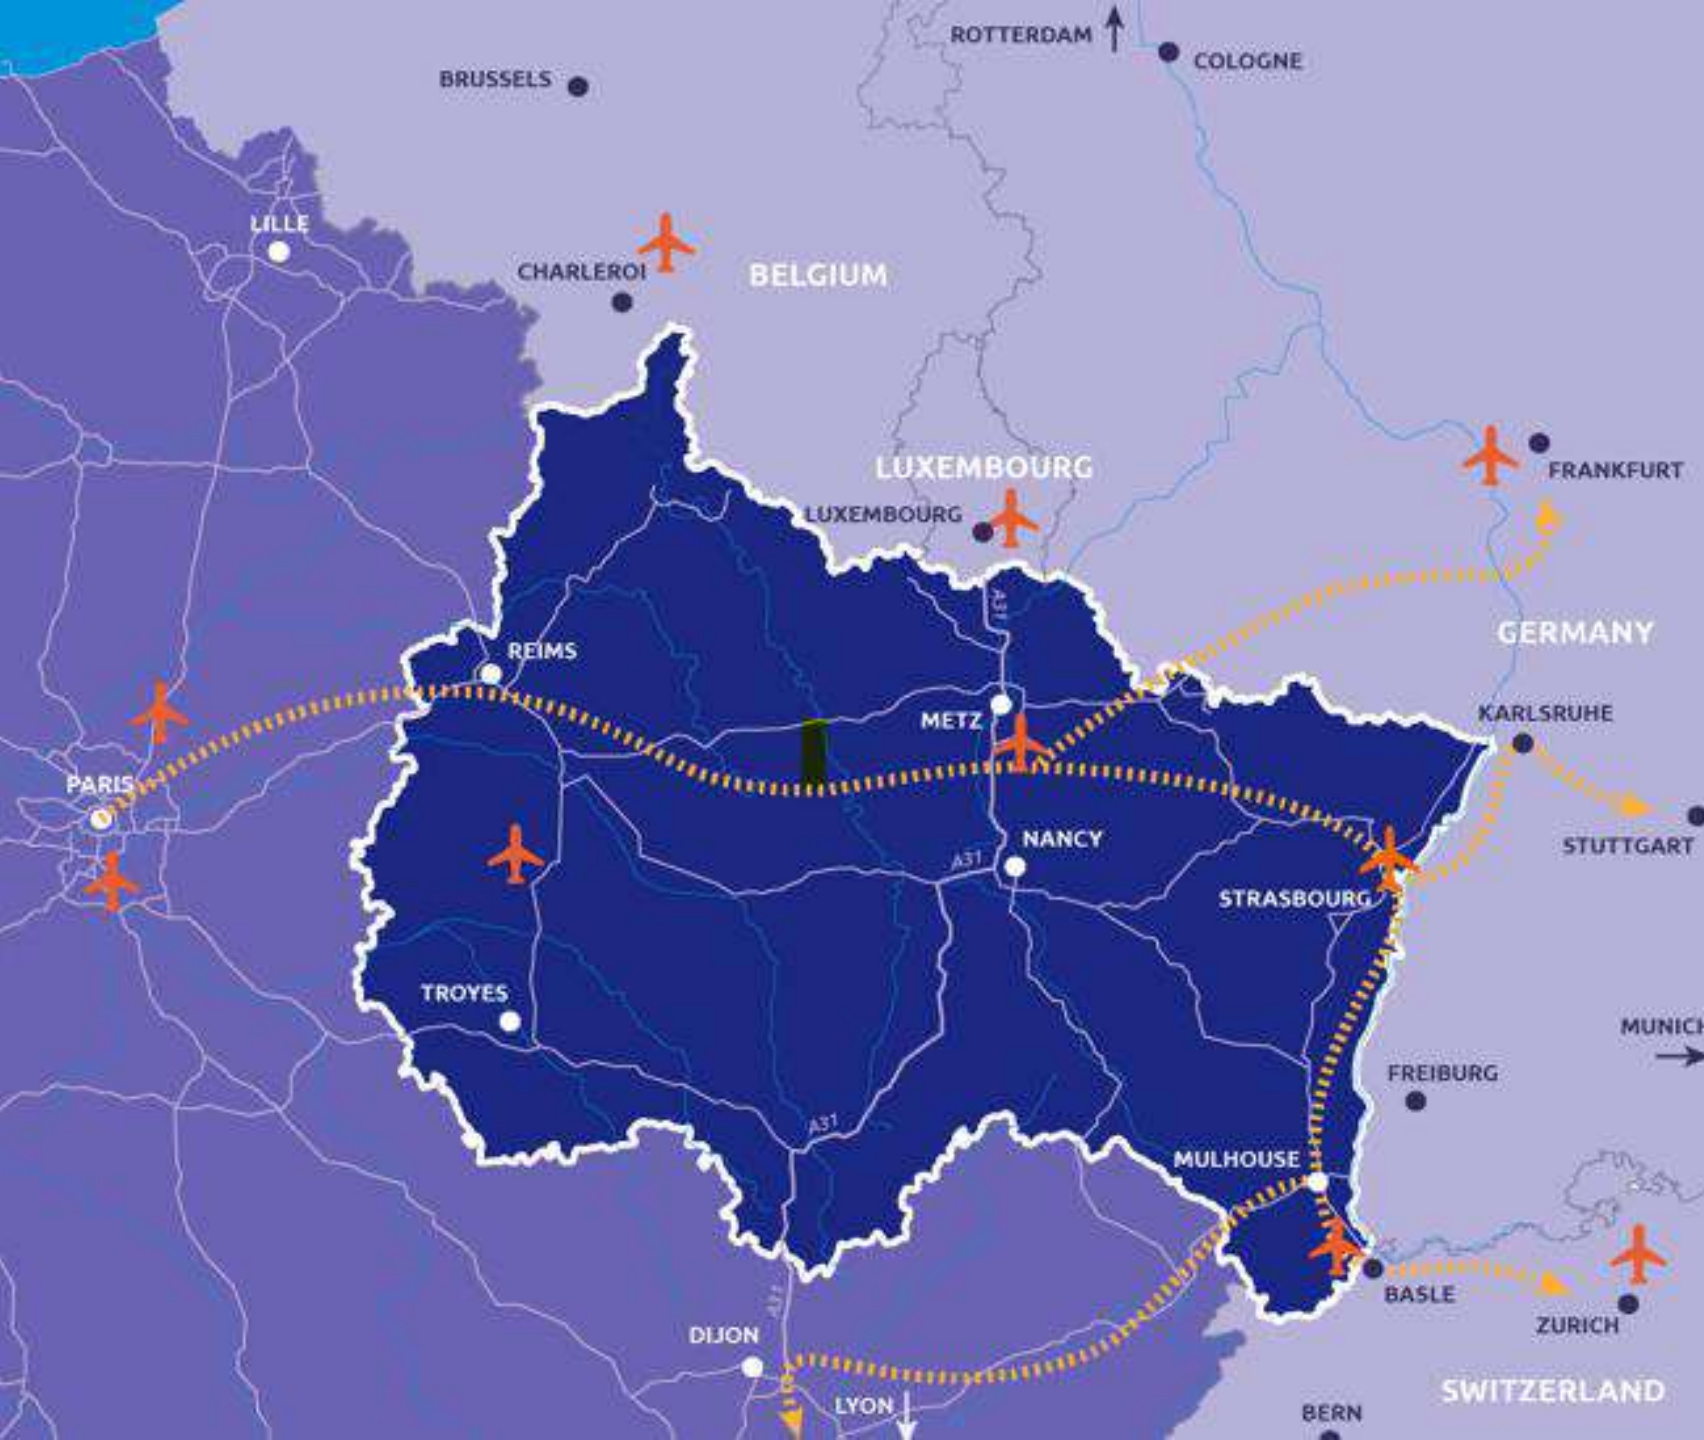 ROTTERDAM
COLOGNE
BRUSSELS
LILLE
CHARLEROI
BELGIUM
FRANKFURT
LUXEMBOURG
LUXEMBOURG
A31
GERMANY
REIMS
KARLSRUHE
METZ
PARIS
NANCY
STUTTGART
A31
STRASBOURG
TROYES
MUNICH
FREIBURG
A31
MULHOUSE
BASLE
A31
ZURICH
DIJON
SWITZERLAND
LYON
BERN